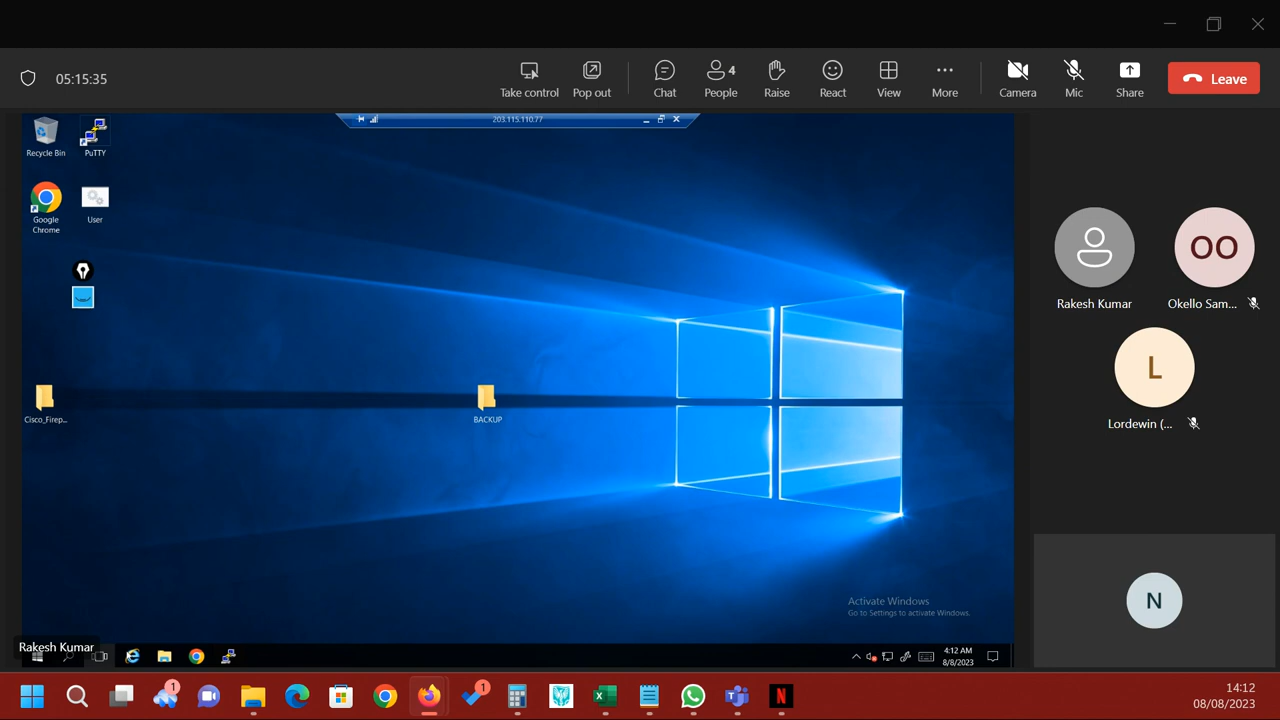 05:15:35
Take control
Pop out
Chat
4
People
Raise
React
View
More
Camera
Mic
Share
Leave
203.115.110.77
Recycle Bin
PuTTY
Google
Chrome
User
Cisco_Firep...
BACKUP
Activate Windows
Go to Settings to activate Windows.
Rakesh Kumar
4:12 AM
8/8/2023
OO
Rakesh Kumar
Okello Sam...
L
Lordewin (...
N
1
1
N
14:12
08/08/2023